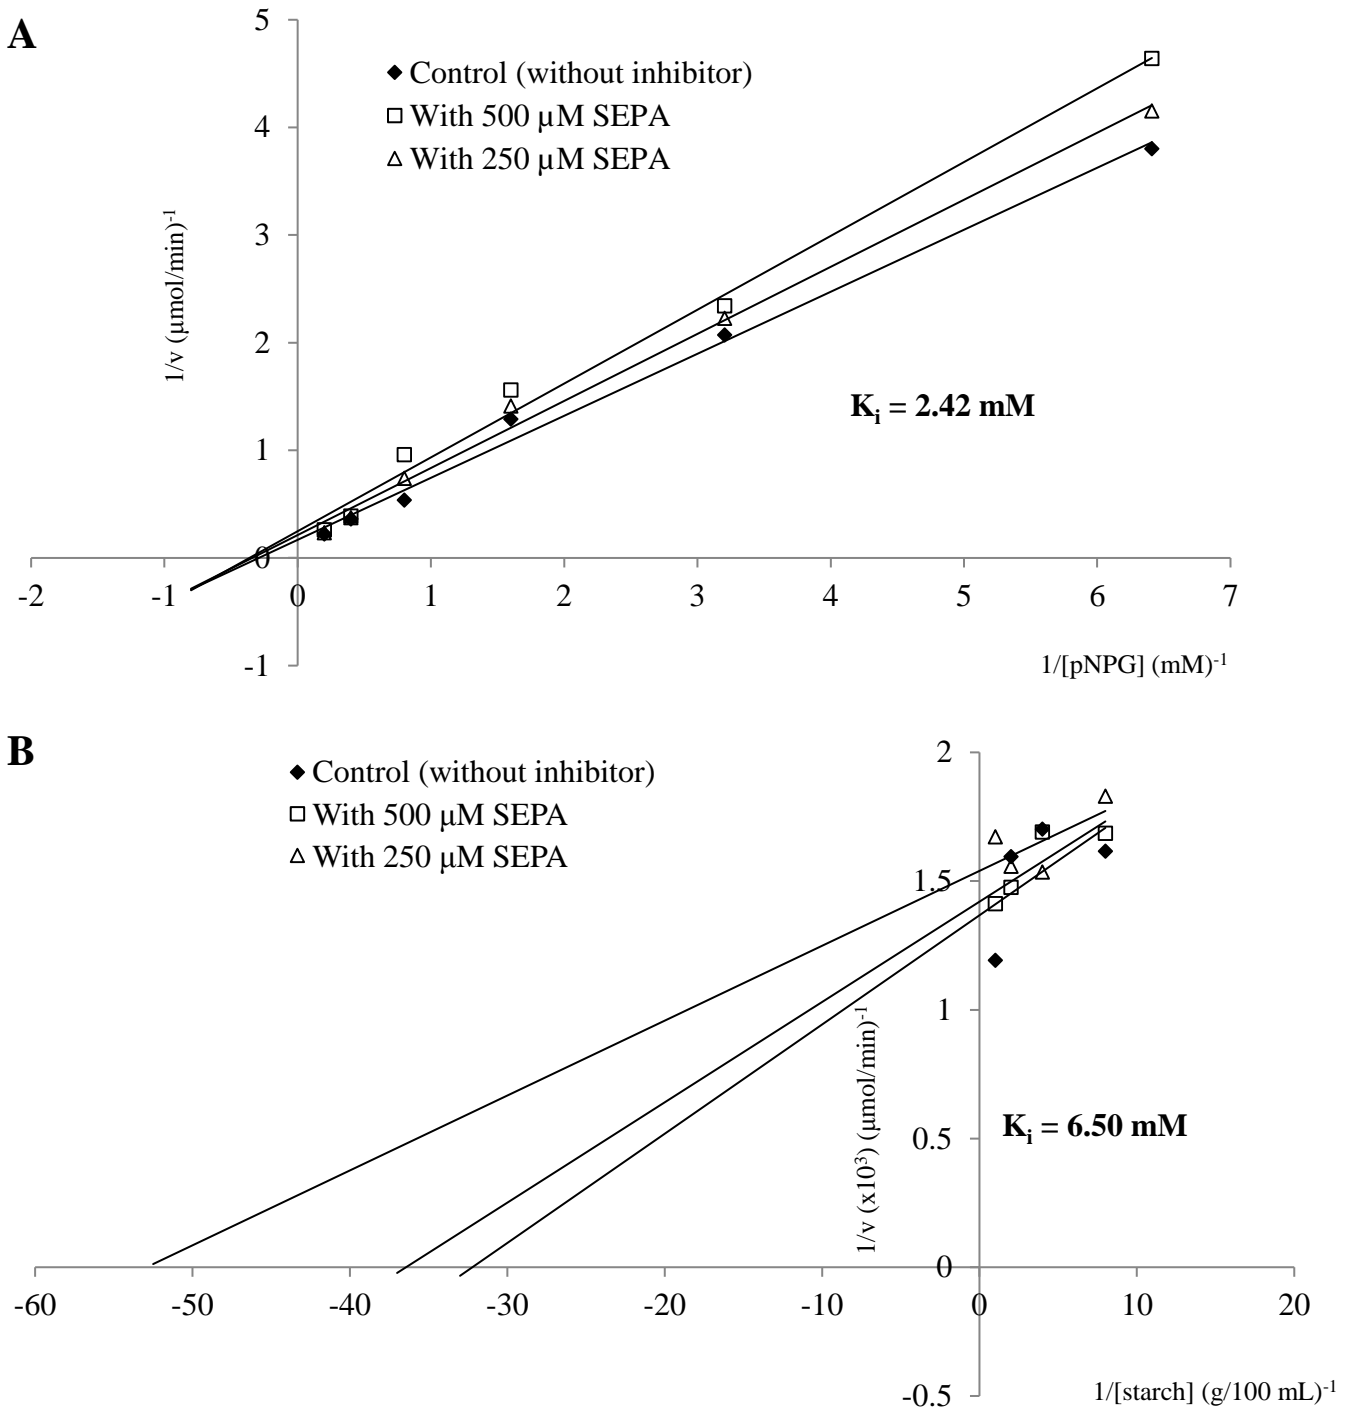 A
5
4
3
2
1
0
-1
◆ Control (without inhibitor)
□ With 500 µM SEPA
△ With 250 µM SEPA
1/v (µmol/min)-1
Ki = 2.42 mM
-2 -1 0 1 2 3 4 5 6 7
1/[pNPG] (mM)-1
B
2
1.5
1
0.5
0
-0.5
◆ Control (without inhibitor)
□ With 500 µM SEPA
△ With 250 µM SEPA
1/v (x103) (µmol/min)-1
Ki = 6.50 mM
-60 -50 -40 -30 -20 -10 0 10 20
1/[starch] (g/100 mL)-1